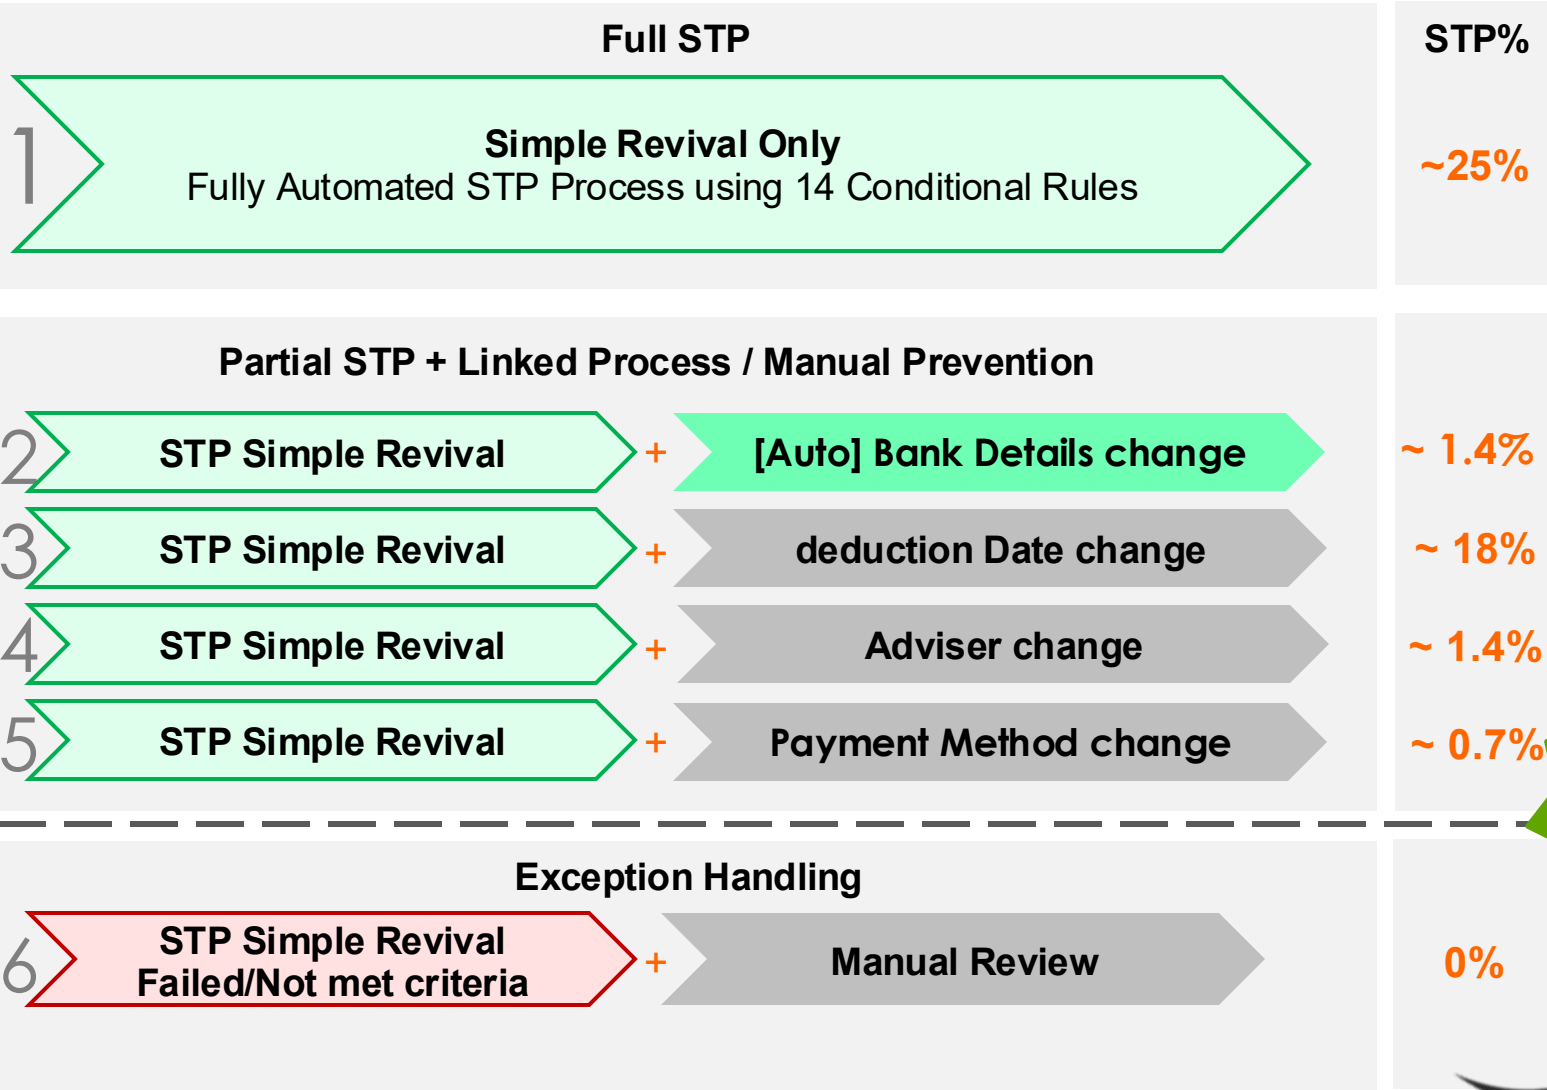 Full STP
STP%
1
Simple Revival Only
Fully Automated STP Process using 14 Conditional Rules
~25%
Partial STP + Linked Process / Manual Prevention
2
STP Simple Revival
+
[Auto] Bank Details change
~ 1.4%
3
STP Simple Revival
+
deduction Date change
~ 18%
4
STP Simple Revival
+
Adviser change
~ 1.4%
5
STP Simple Revival
+
Payment Method change
~ 0.7%
Exception Handling
6
STP Simple Revival
Failed/Not met criteria
+
Manual Review
0%